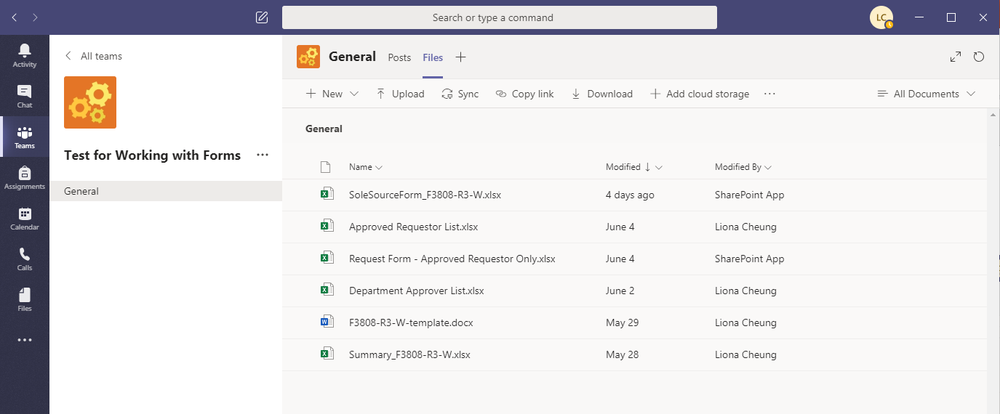 Search or type a command
LC
Activity
Chat
Teams
Assignments
Calendar
Calls
Files
All teams
Test for Working with Forms
General
General Posts Files
New Upload Sync Copy link Download Add cloud storage All Documents
General
Name Modified Modified By
SoleSourceForm_F3808-R3-W.xlsx 4 days ago SharePoint App
Approved Requestor List.xlsx June 4 Liona Cheung
Request Form - Approved Requestor Only.xlsx June 4 SharePoint App
Department Approver List.xlsx June 2 Liona Cheung
F3808-R3-W-template.docx May 29 Liona Cheung
Summary_F3808-R3-W.xlsx May 28 Liona Cheung